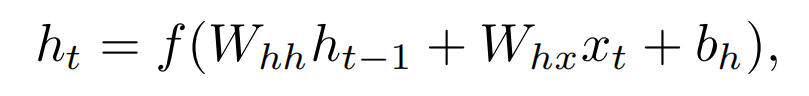 h_t = f(W_{hh}h_{t-1} + W_{hx}x_t + b_h),